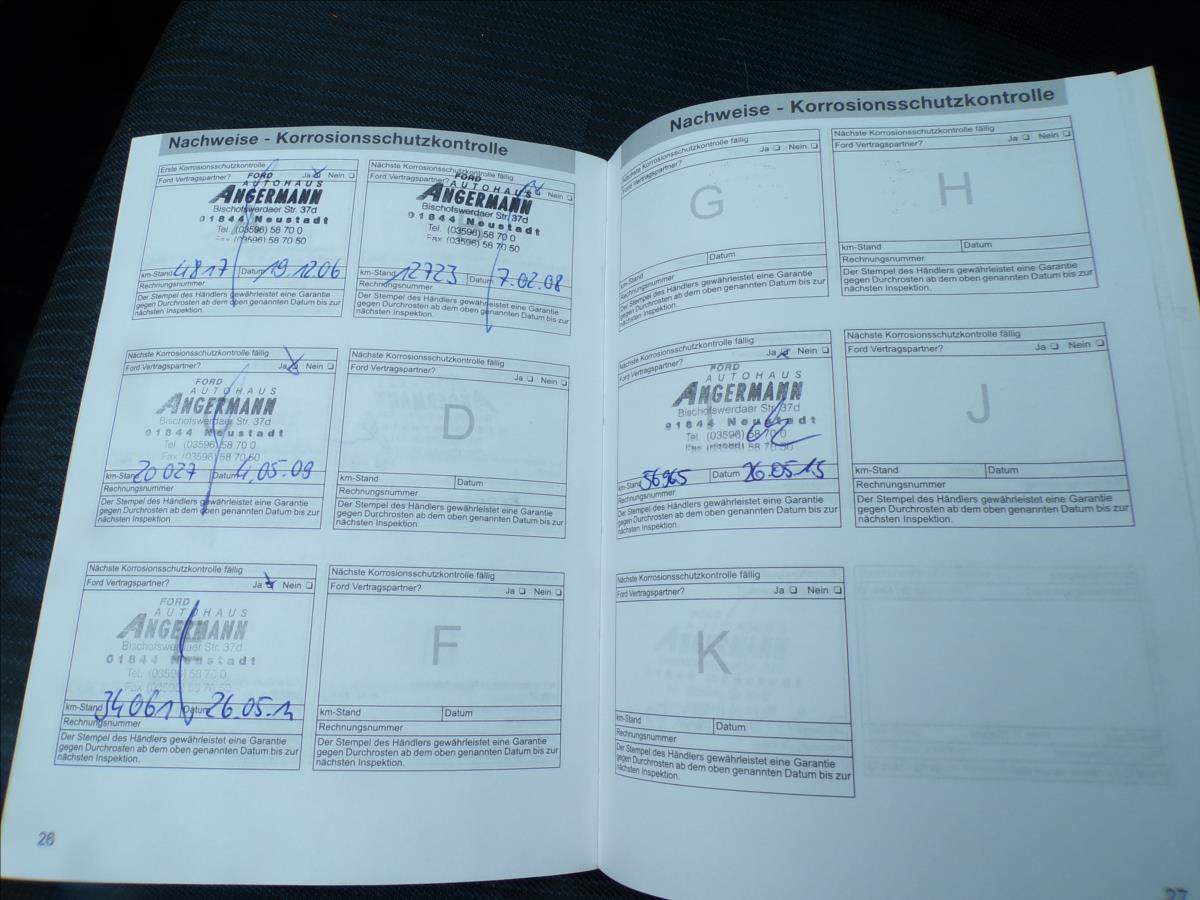 Nachweise - Korrosionsschutzkontrolle
Erste Korrosionsschutzkontrolle
Ford Vertragspartner? Ja Nein
FORD
AUTOHAUS
ANGERMANN
Bischofswerdaer Str. 37d
01844 Neustadt
Tel. (03596) 58 70 0
Fax (03596) 58 70 50
km-Stand 4817 Datum 19.12.06
Rechnungsnummer
Der Stempel des Händlers gewährleistet eine Garantie
gegen Durchrosten ab dem oben genannten Datum bis zur
nächsten Inspektion.
Nächste Korrosionsschutzkontrolle fällig
Ford Vertragspartner? Nein
FORD
AUTOHAUS
ANGERMANN
Bischofswerdaer Str. 37d
01844 Neustadt
Tel. (03596) 58 70 0
Fax (03596) 58 70 50
km-Stand 12723 Datum 7.02.08
Rechnungsnummer
Der Stempel des Händlers gewährleistet eine Garantie
gegen Durchrosten ab dem oben genannten Datum bis zur
nächsten Inspektion.
Nächste Korrosionsschutzkontrolle fällig
Ford Vertragspartner? Ja Nein
FORD
AUTOHAUS
ANGERMANN
Bischofswerdaer Str. 37d
01844 Neustadt
Tel. (03596) 58 70 0
Fax (03596) 58 70 50
km-Stand 20027 Datum 4.05.09
Rechnungsnummer
Der Stempel des Händlers gewährleistet eine Garantie
gegen Durchrosten ab dem oben genannten Datum bis zur
nächsten Inspektion.
Nächste Korrosionsschutzkontrolle fällig
Ford Vertragspartner? Ja Nein
D
km-Stand Datum
Rechnungsnummer
Der Stempel des Händlers gewährleistet eine Garantie
gegen Durchrosten ab dem oben genannten Datum bis zur
nächsten Inspektion.
Nächste Korrosionsschutzkontrolle fällig
Ford Vertragspartner? Ja Nein
FORD
AUTOHAUS
ANGERMANN
Bischofswerdaer Str. 37d
01844 Neustadt
Tel. (03596) 58 70 0
km-Stand 34061 Datum 26.05.11
Rechnungsnummer
Der Stempel des Händlers gewährleistet eine Garantie
gegen Durchrosten ab dem oben genannten Datum bis zur
nächsten Inspektion.
Nächste Korrosionsschutzkontrolle fällig
Ford Vertragspartner? Ja Nein
F
km-Stand Datum
Rechnungsnummer
Der Stempel des Händlers gewährleistet eine Garantie
gegen Durchrosten ab dem oben genannten Datum bis zur
nächsten Inspektion.
26
Nachweise - Korrosionsschutzkontrolle
Nächste Korrosionsschutzkontrolle fällig
Ford Vertragspartner? Ja Nein
G
km-Stand Datum
Rechnungsnummer
Der Stempel des Händlers gewährleistet eine Garantie
gegen Durchrosten ab dem oben genannten Datum bis zur
nächsten Inspektion.
Nächste Korrosionsschutzkontrolle fällig
Ford Vertragspartner? Ja Nein
H
km-Stand Datum
Rechnungsnummer
Der Stempel des Händlers gewährleistet eine Garantie
gegen Durchrosten ab dem oben genannten Datum bis zur
nächsten Inspektion.
Nächste Korrosionsschutzkontrolle fällig
Ford Vertragspartner? Ja Nein
FORD
AUTOHAUS
ANGERMANN
Bischofswerdaer Str. 37d
01844 Neustadt
Tel. (03596) 58 70 0
km-Stand 56965 Datum 26.05.15
Rechnungsnummer
Der Stempel des Händlers gewährleistet eine Garantie
gegen Durchrosten ab dem oben genannten Datum bis zur
nächsten Inspektion.
Nächste Korrosionsschutzkontrolle fällig
Ford Vertragspartner? Ja Nein
J
km-Stand Datum
Rechnungsnummer
Der Stempel des Händlers gewährleistet eine Garantie
gegen Durchrosten ab dem oben genannten Datum bis zur
nächsten Inspektion.
Nächste Korrosionsschutzkontrolle fällig
Ford Vertragspartner? Ja Nein
K
km-Stand Datum
Rechnungsnummer
Der Stempel des Händlers gewährleistet eine Garantie
gegen Durchrosten ab dem oben genannten Datum bis zur
nächsten Inspektion.